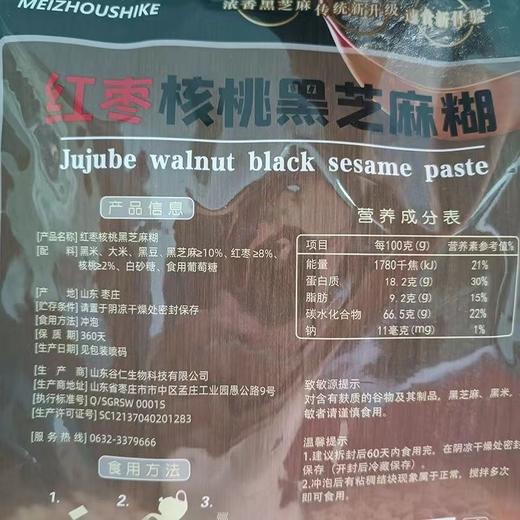 MEIZHOUSHIKE
浓香黑芝麻 传统新升级 速食新体验
红枣核桃黑芝麻糊
Jujube walnut black sesame paste
产品信息
[产品名称] 红枣核桃黑芝麻糊
[配 料] 黑米、大米、黑豆、黑芝麻≥10%、红枣≥8%、
核桃≥2%、白砂糖、食用葡萄糖
[产 地] 山东 枣庄
[贮存条件] 请置于阴凉干燥处密封保存
[食用方法] 冲泡
[保 质 期] 360天
[生产日期] 见包装喷码
[生 产 商] 山东谷仁生物科技有限公司
[生产商地址] 山东省枣庄市市中区孟庄工业园愚公路9号
[执行标准号] Q/SGRSW 0001S
[生产许可证号] SC12137040201283
[服务热线] 0632-3379666
食用方法
营养成分表
项目 每100克(g) 营养素参考值%
能量 1780千焦(kJ) 21%
蛋白质 18.2克(g) 30%
脂肪 9.2克(g) 15%
碳水化合物 66.5克(g) 22%
钠 11毫克(mg) 1%
致敏源提示
对含有麸质的谷物及其制品，黑芝麻、黑米，
敏者请谨慎食用。
温馨提示
1.建议拆封后60天内食用完，在阴凉干燥处密
保存（开封后冷藏保存）。
2.冲泡后有粘稠结块现象属于正常，搅拌多次
即可食用。
1 2 3